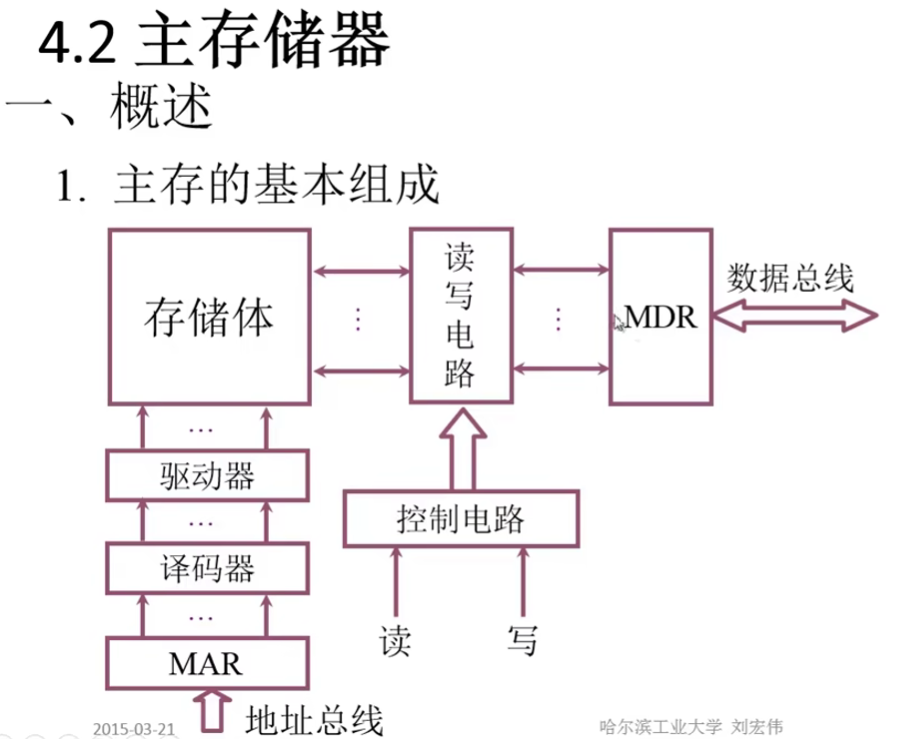 4.2 主存储器
一、概述
1. 主存的基本组成
存储体
读写电路
MDR
数据总线
…
…
…
驱动器
…
译码器
…
MAR
控制电路
读
写
地址总线
2015-03-21
哈尔滨工业大学 刘宏伟